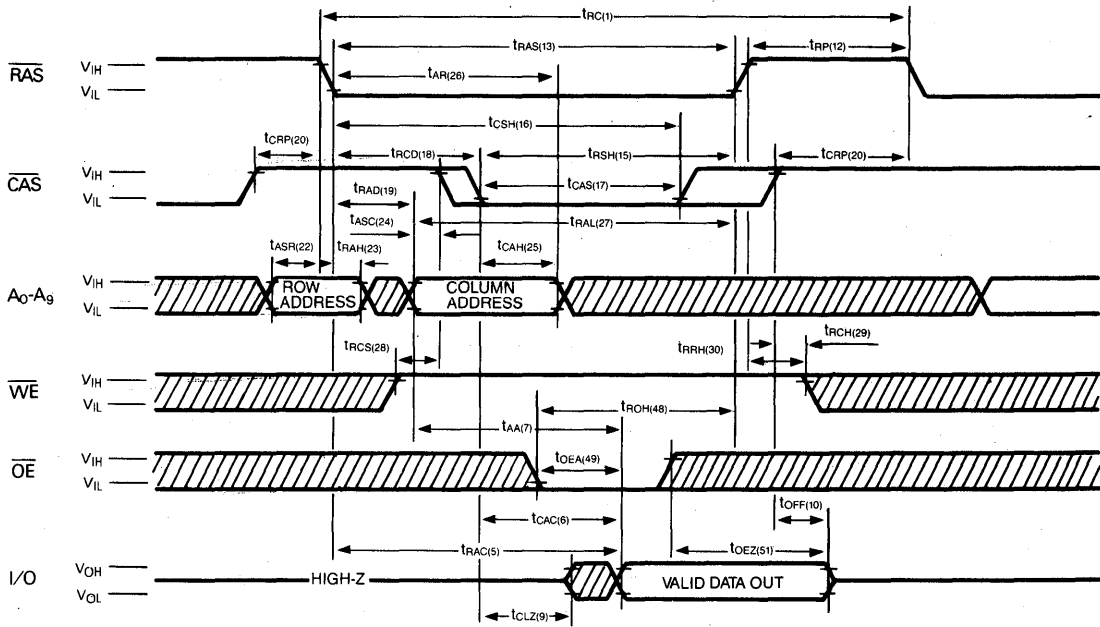 tRC(1)
tRAS(13)
tRP(12)
RAS
VIH
VIL
tAR(26)
tCSH(16)
tCRP(20)
tRCD(18)
tRSH(15)
tCRP(20)
CAS
VIH
VIL
tCAS(17)
tRAD(19)
tASC(24)
tRAL(27)
tASR(22)
tRAH(23)
tCAH(25)
A0-A9
VIH
VIL
ROW
ADDRESS
COLUMN
ADDRESS
tRCS(28)
tRRH(30)
tRCH(29)
WE
VIH
VIL
tROH(48)
tAA(7)
OE
VIH
VIL
tOEA(49)
tOFF(10)
tCAC(6)
tRAC(5)
tOEZ(51)
I/O
VOH
VOL
HIGH-Z
VALID DATA OUT
tCLZ(9)